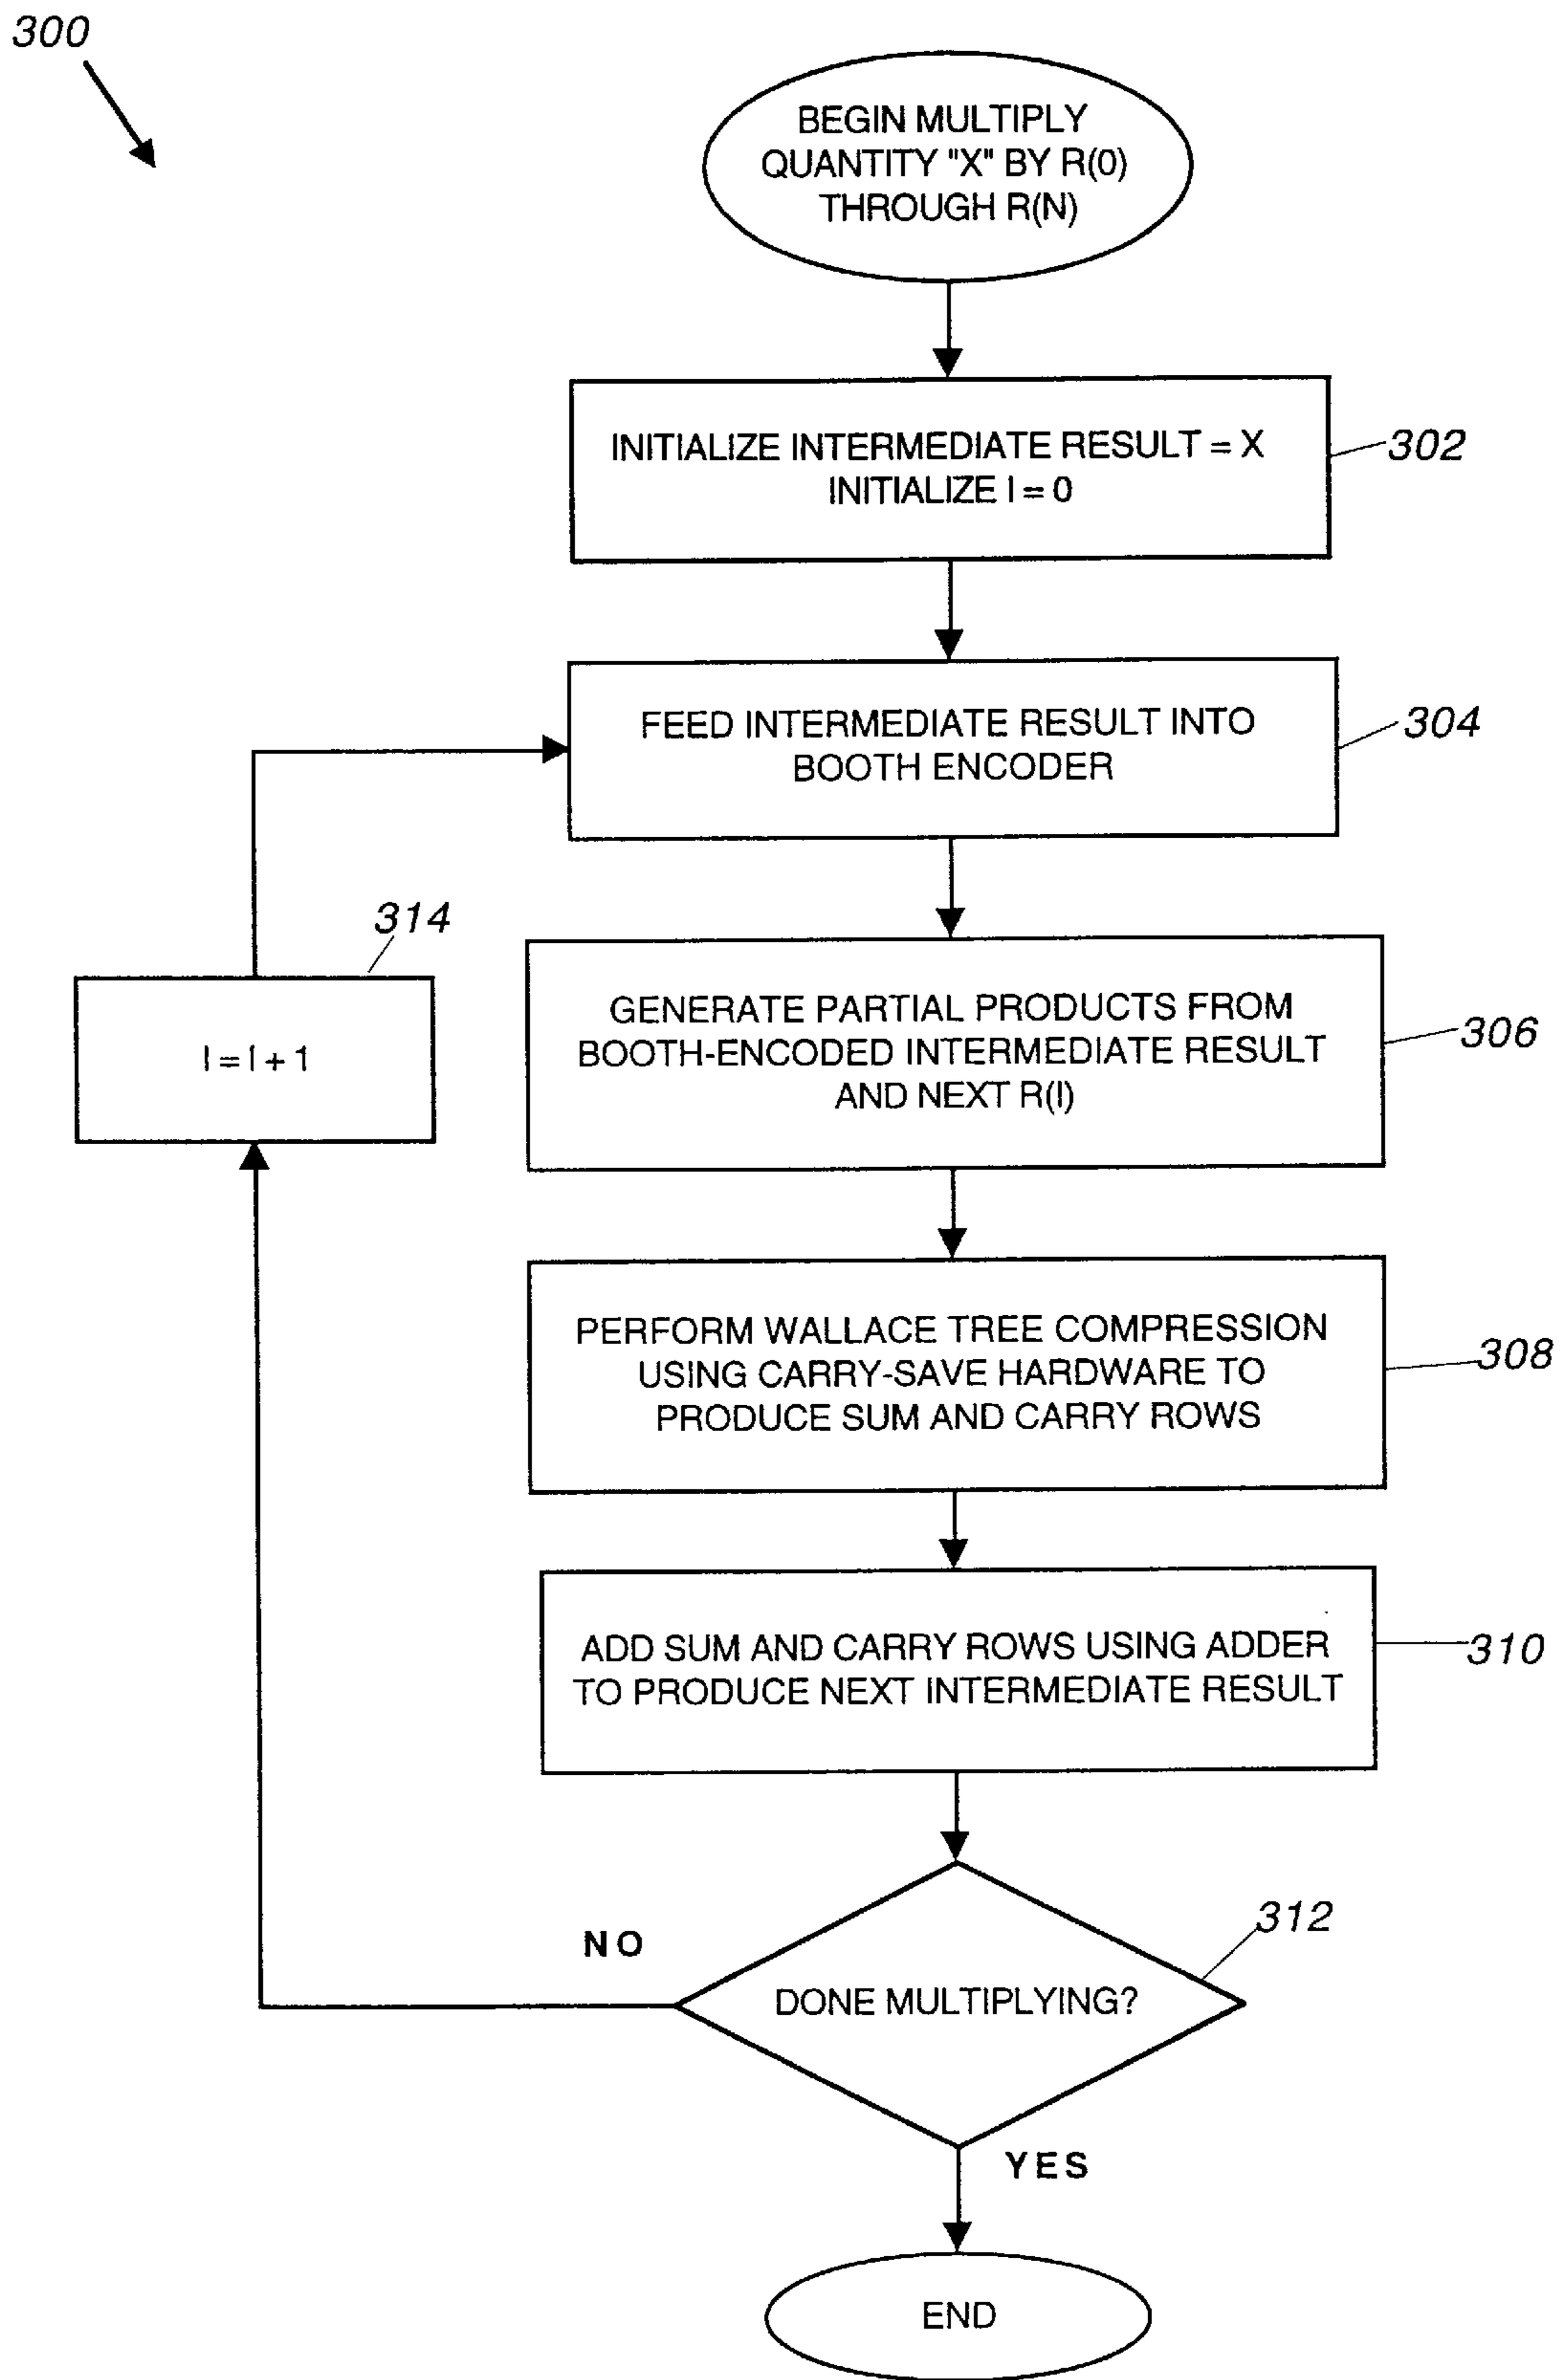 300
BEGIN MULTIPLY
QUANTITY "X" BY R(0)
THROUGH R(N)
INITIALIZE INTERMEDIATE RESULT = X
INITIALIZE I = 0
302
FEED INTERMEDIATE RESULT INTO
BOOTH ENCODER
304
314
I = I + 1
GENERATE PARTIAL PRODUCTS FROM
BOOTH-ENCODED INTERMEDIATE RESULT
AND NEXT R(I)
306
PERFORM WALLACE TREE COMPRESSION
USING CARRY-SAVE HARDWARE TO
PRODUCE SUM AND CARRY ROWS
308
ADD SUM AND CARRY ROWS USING ADDER
TO PRODUCE NEXT INTERMEDIATE RESULT
310
312
NO
DONE MULTIPLYING?
YES
END